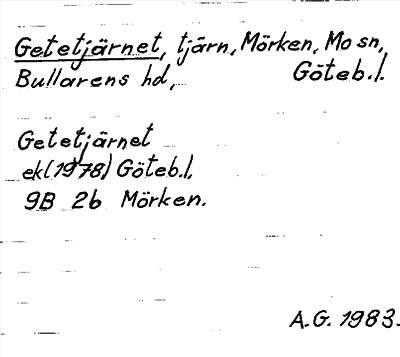 Getetjärnet, tjärn, Mörken, Mo sn,
Bullarens hd, Göteb.l.
Getetjärnet
ek (1978) Göteb.l.
9B 2b Mörken.
A.G. 1983.